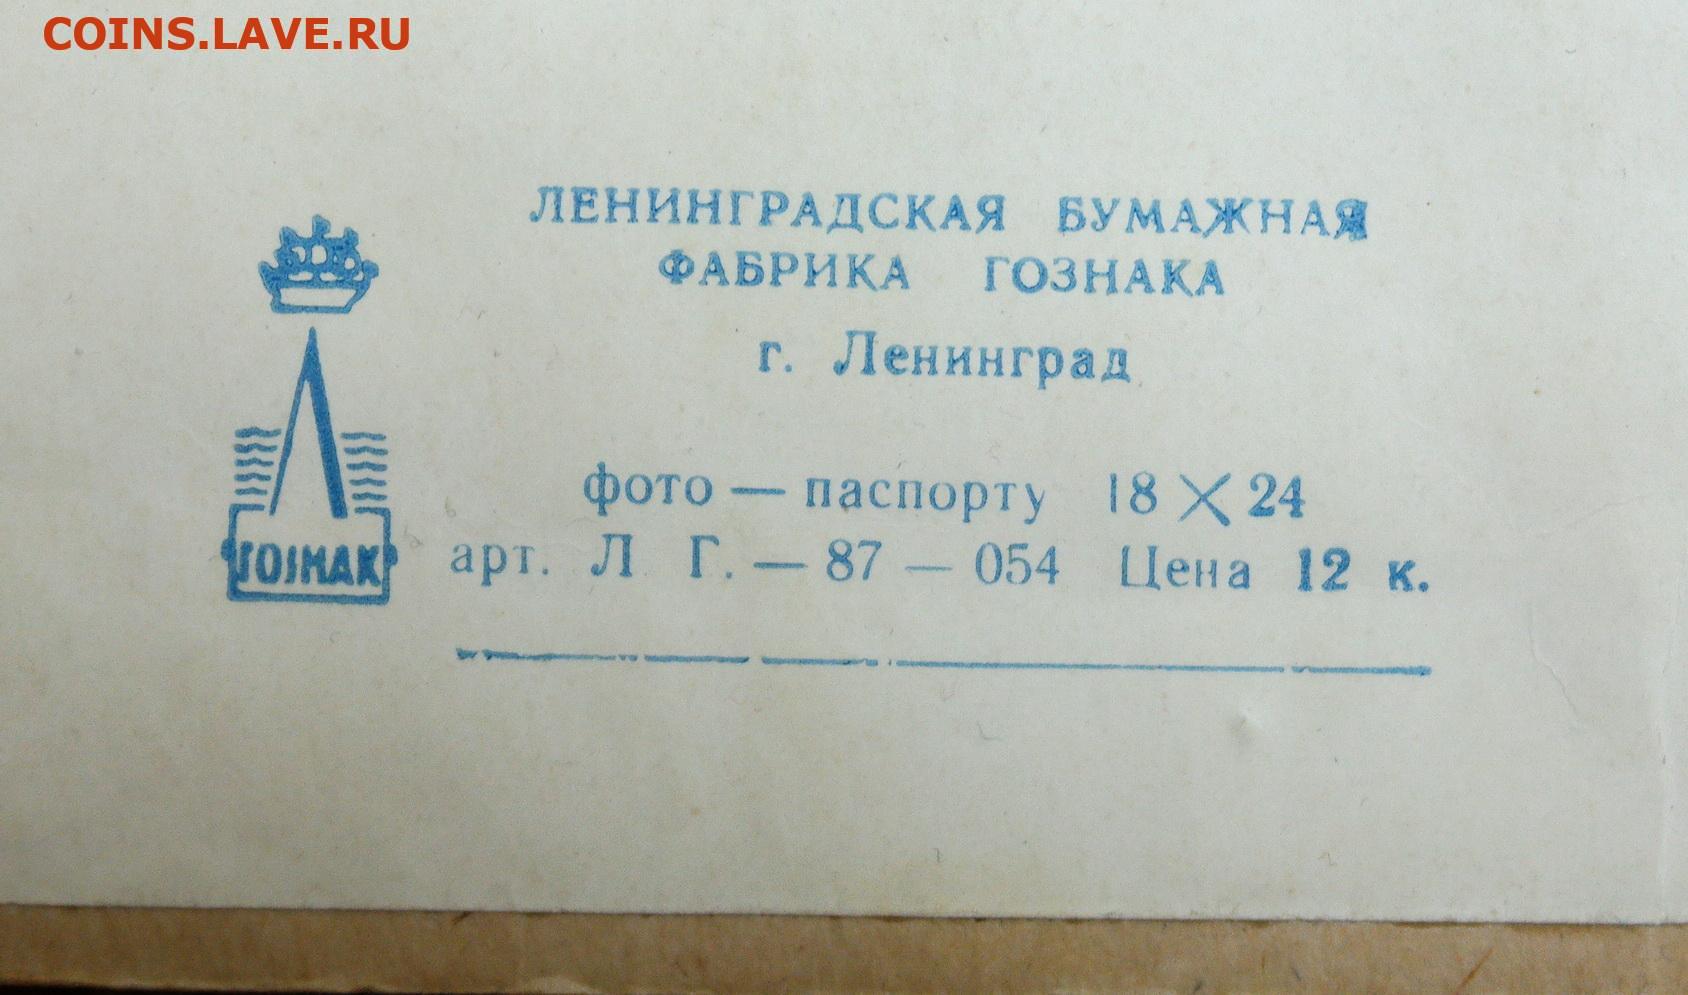 COINS.LAVE.RU
ЛЕНИНГРАДСКАЯ БУМАЖНАЯ
ФАБРИКА ГОЗНАКА
г. Ленинград
фото — паспорту 18 X 24
арт. Л Г. — 87 — 054 Цена 12 к.
ГОЗНАК